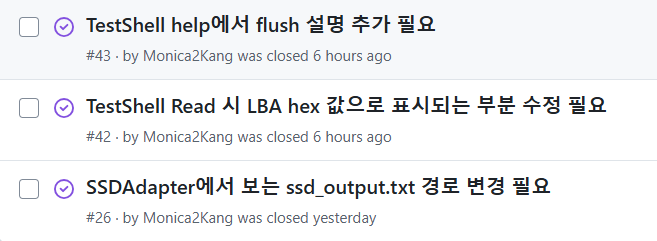 TestShell help에서 flush 설명 추가 필요
#43 · by Monica2Kang was closed 6 hours ago
TestShell Read 시 LBA hex 값으로 표시되는 부분 수정 필요
#42 · by Monica2Kang was closed 6 hours ago
SSDAdapter에서 보는 ssd_output.txt 경로 변경 필요
#26 · by Monica2Kang was closed yesterday